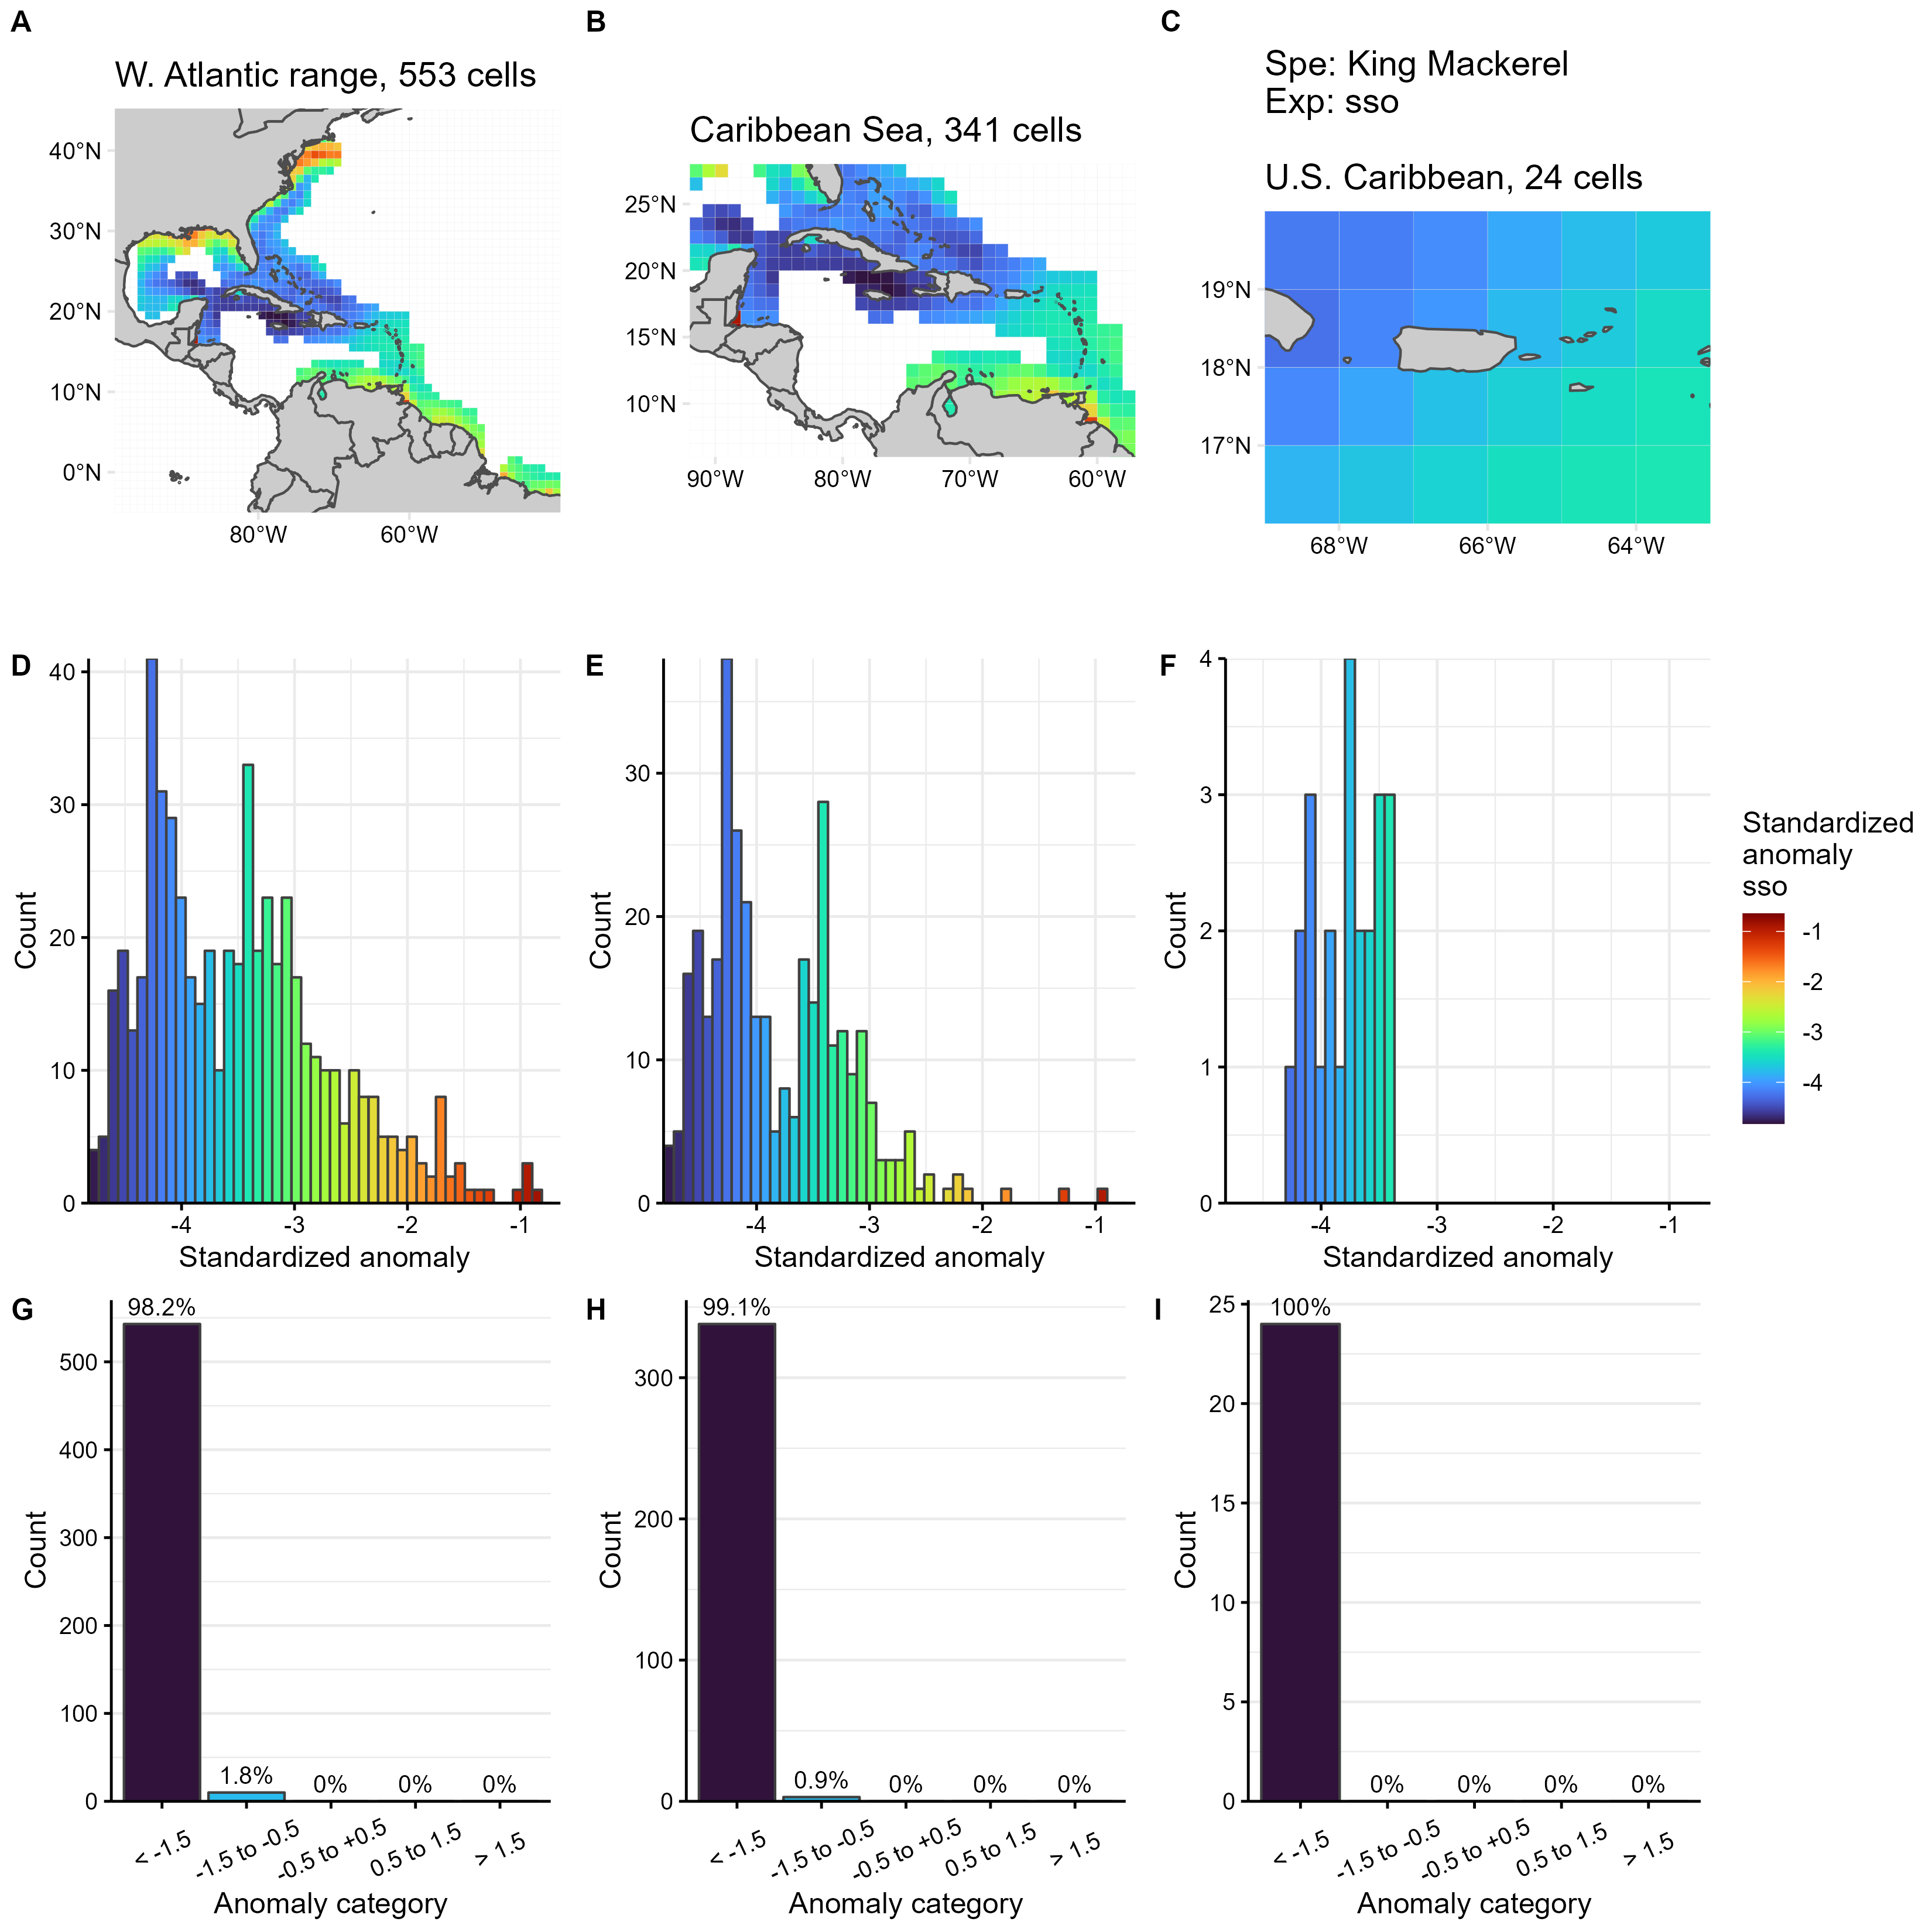 A
B
C
W. Atlantic range, 553 cells
Caribbean Sea, 341 cells
Spe: King Mackerel
Exp: sso
U.S. Caribbean, 24 cells
40°N
30°N
20°N
10°N
0°N
80°W
60°W
25°N
20°N
15°N
10°N
90°W
80°W
70°W
60°W
19°N
18°N
17°N
68°W
66°W
64°W
D
40
30
20
10
0
Count
-4
-3
-2
-1
Standardized anomaly
E
30
20
10
0
Count
-4
-3
-2
-1
Standardized anomaly
F
4
3
2
1
0
Count
-4
-3
-2
-1
Standardized anomaly
Standardized
anomaly
sso
-1
-2
-3
-4
G
500
400
300
200
100
0
Count
98.2%
1.8%
0%
0%
0%
< -1.5
-1.5 to -0.5
-0.5 to +0.5
0.5 to 1.5
> 1.5
Anomaly category
H
300
200
100
0
Count
99.1%
0.9%
0%
0%
0%
< -1.5
-1.5 to -0.5
-0.5 to +0.5
0.5 to 1.5
> 1.5
Anomaly category
I
25
20
15
10
5
0
Count
100%
0%
0%
0%
0%
< -1.5
-1.5 to -0.5
-0.5 to +0.5
0.5 to 1.5
> 1.5
Anomaly category